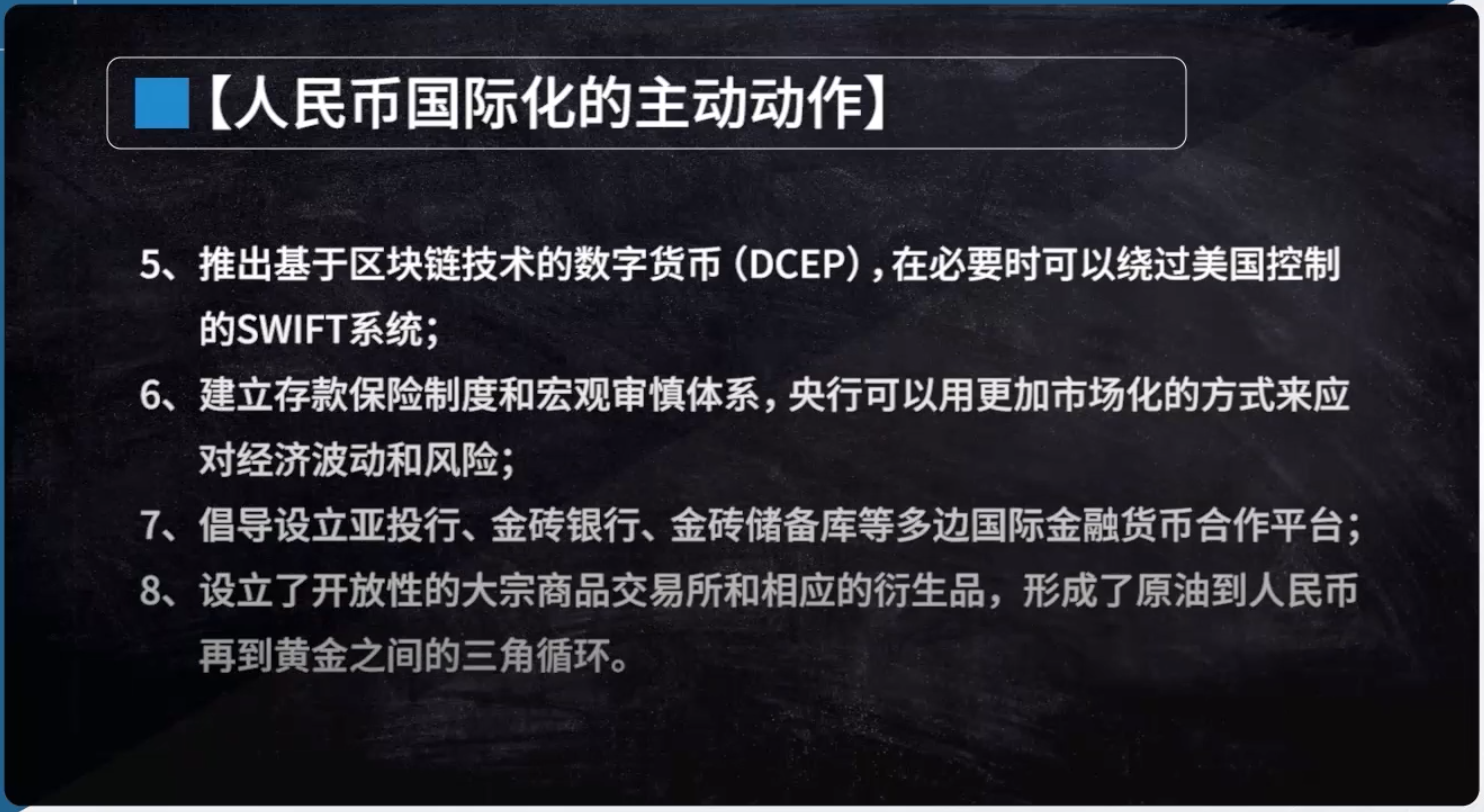 【人民币国际化的主动动作】
5、推出基于区块链技术的数字货币（DCEP），在必要时可以绕过美国控制
的SWIFT系统；
6、建立存款保险制度和宏观审慎体系，央行可以用更加市场化的方式来应
对经济波动和风险；
7、倡导设立亚投行、金砖银行、金砖储备库等多边国际金融货币合作平台；
8、设立了开放性的大宗商品交易所和相应的衍生品，形成了原油到人民币
再到黄金之间的三角循环。